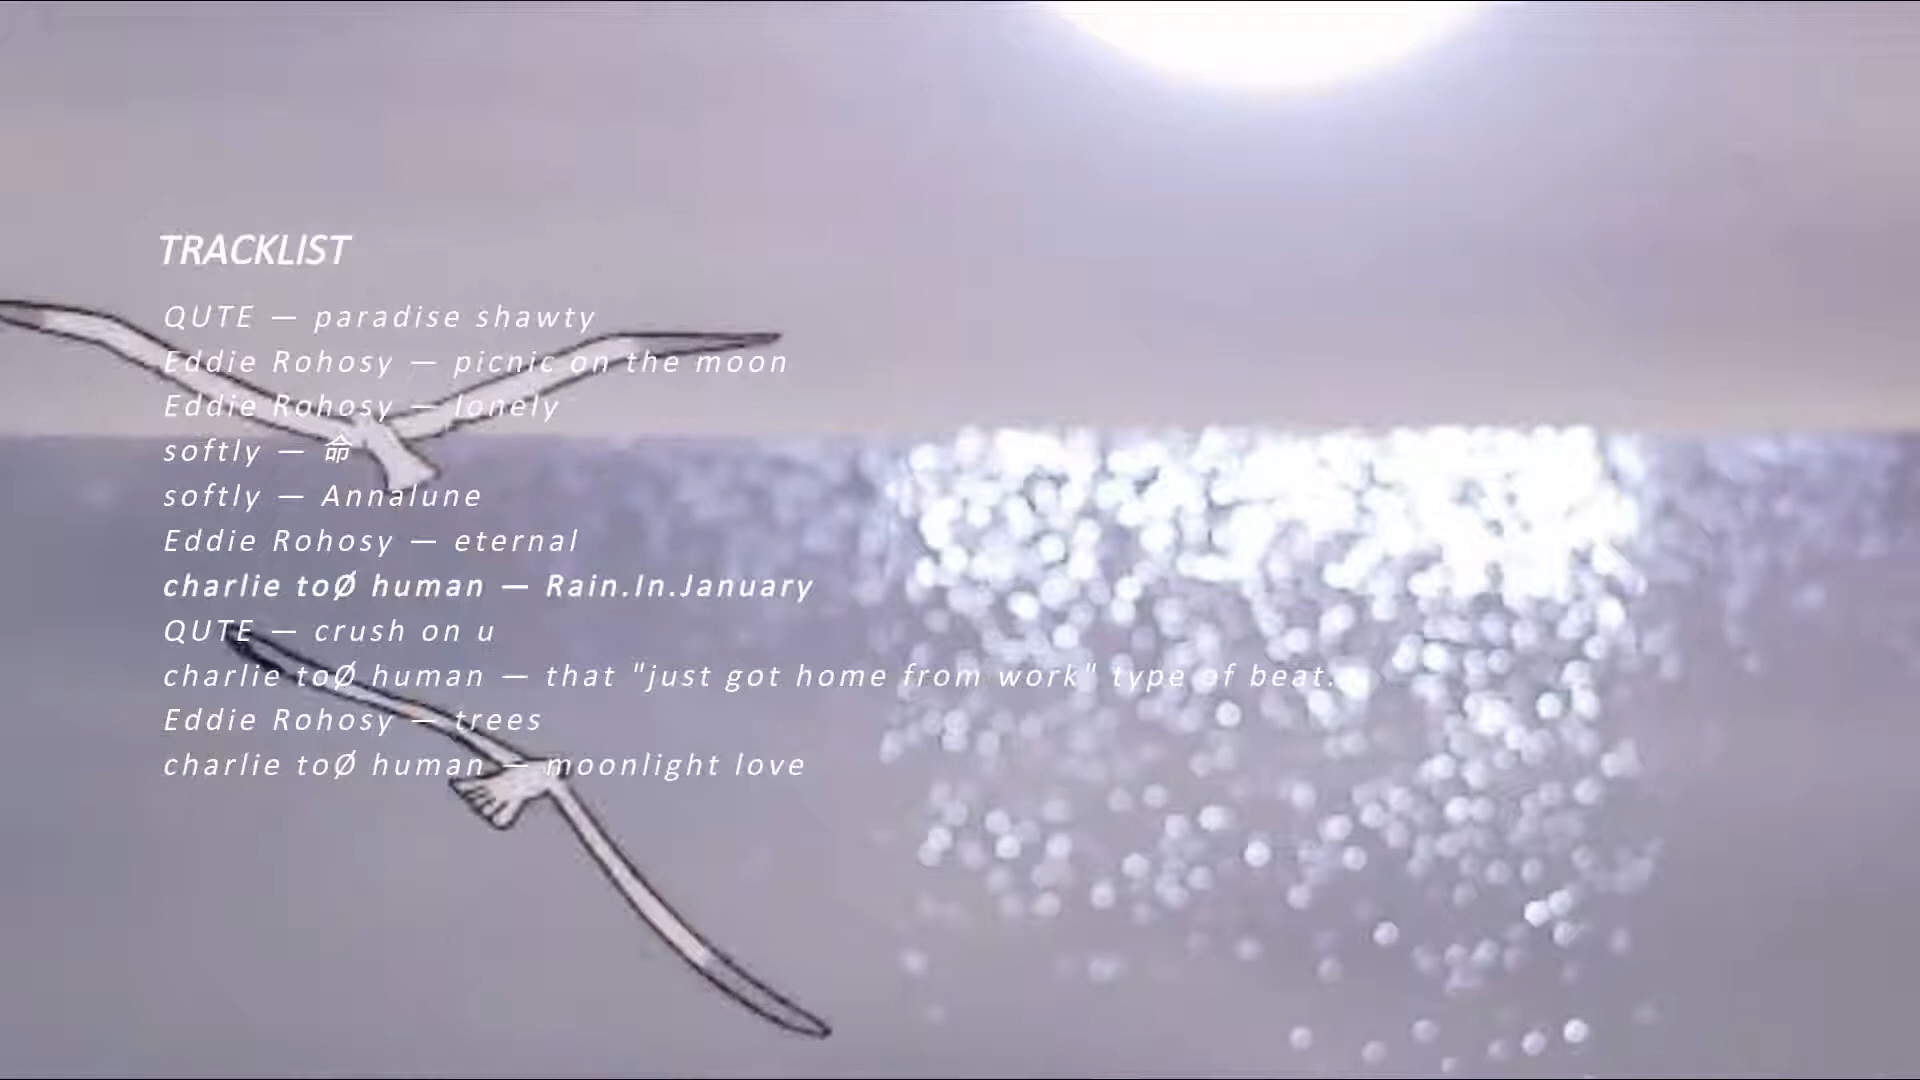 TRACKLIST
QUTE — paradise shawty
Eddie Rohosy — picnic on the moon
Eddie Rohosy — lonely
softly — 命
softly — Annalune
Eddie Rohosy — eternal
charlie toØ human — Rain.In.January
QUTE — crush on u
charlie toØ human — that "just got home from work" type of beat.
Eddie Rohosy — trees
charlie toØ human — moonlight love